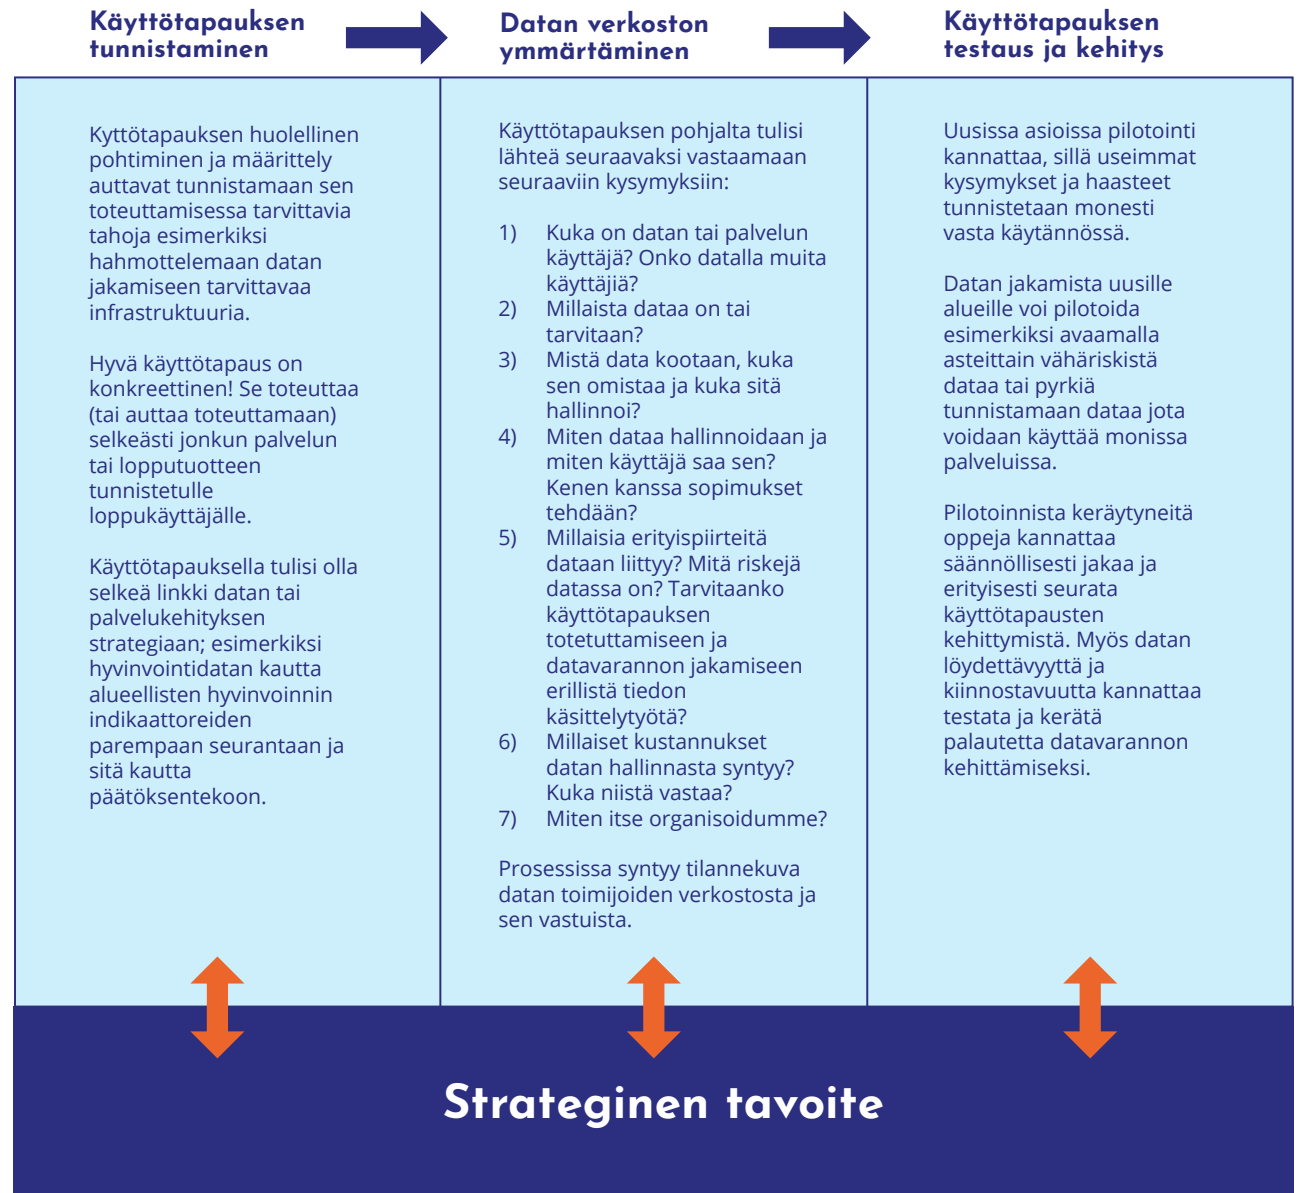 Käyttötapauksen
tunnistaminen
Datan verkoston
ymmärtäminen
Käyttötapauksen
testaus ja kehitys
Kyttötapauksen huolellinen
pohtiminen ja määrittely
auttavat tunnistamaan sen
toteuttamisessa tarvittavia
tahoja esimerkiksi
hahmottelemaan datan
jakamiseen tarvittavaa
infrastruktuuria.
Hyvä käyttötapaus on
konkreettinen! Se toteuttaa
(tai auttaa toteuttamaan)
selkeästi jonkun palvelun
tai lopputuotteen
tunnistetulle
loppukäyttäjälle.
Käyttötapauksella tulisi olla
selkeä linkki datan tai
palvelukehityksen
strategiaan; esimerkiksi
hyvinvointidatan kautta
alueellisten hyvinvoinnin
indikaattoreiden
parempaan seurantaan ja
sitä kautta
päätöksentekoon.
Käyttötapauksen pohjalta tulisi
lähteä seuraavaksi vastaamaan
seuraaviin kysymyksiin:
1) Kuka on datan tai palvelun
käyttäjä? Onko datalla muita
käyttäjiä?
2) Millaista dataa on tai
tarvitaan?
3) Mistä data kootaan, kuka
sen omistaa ja kuka sitä
hallinnoi?
4) Miten dataa hallinnoidaan ja
miten käyttäjä saa sen?
Kenen kanssa sopimukset
tehdään?
5) Millaisia erityispiirteitä
dataan liittyy? Mitä riskejä
datassa on? Tarvitaanko
käyttötapauksen
totetuttamiseen ja
datavarannon jakamiseen
erillistä tiedon
käsittelytyötä?
6) Millaiset kustannukset
datan hallinnasta syntyy?
Kuka niistä vastaa?
7) Miten itse organisoidumme?
Prosessissa syntyy tilannekuva
datan toimijoiden verkostosta ja
sen vastuista.
Uusissa asioissa pilotointi
kannattaa, sillä useimmat
kysymykset ja haasteet
tunnistetaan monesti
vasta käytännössä.
Datan jakamista uusille
alueille voi pilotoida
esimerkiksi avaamalla
asteittain vähäriskistä
dataa tai pyrkiä
tunnistamaan dataa jota
voidaan käyttää monissa
palveluissa.
Pilotoinnista keräytyneitä
oppeja kannattaa
säännöllisesti jakaa ja
erityisesti seurata
käyttötapausten
kehittymistä. Myös datan
löydettävyyttä ja
kiinnostavuutta kannattaa
testata ja kerätä
palautetta datavarannon
kehittämiseksi.
Strateginen tavoite